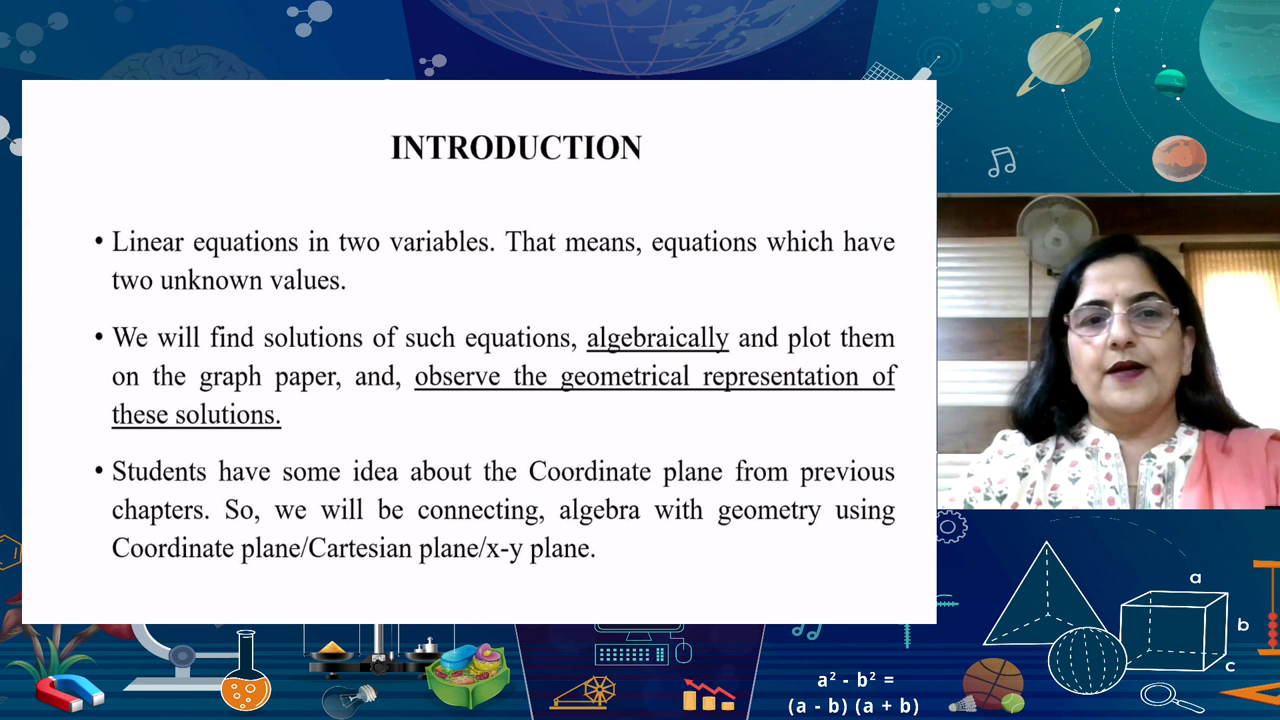 INTRODUCTION
• Linear equations in two variables. That means, equations which have
two unknown values.
• We will find solutions of such equations, algebraically and plot them
on the graph paper, and, observe the geometrical representation of
these solutions.
• Students have some idea about the Coordinate plane from previous
chapters. So, we will be connecting, algebra with geometry using
Coordinate plane/Cartesian plane/x-y plane.
a
b
c
a² - b² =
(a - b) (a + b)